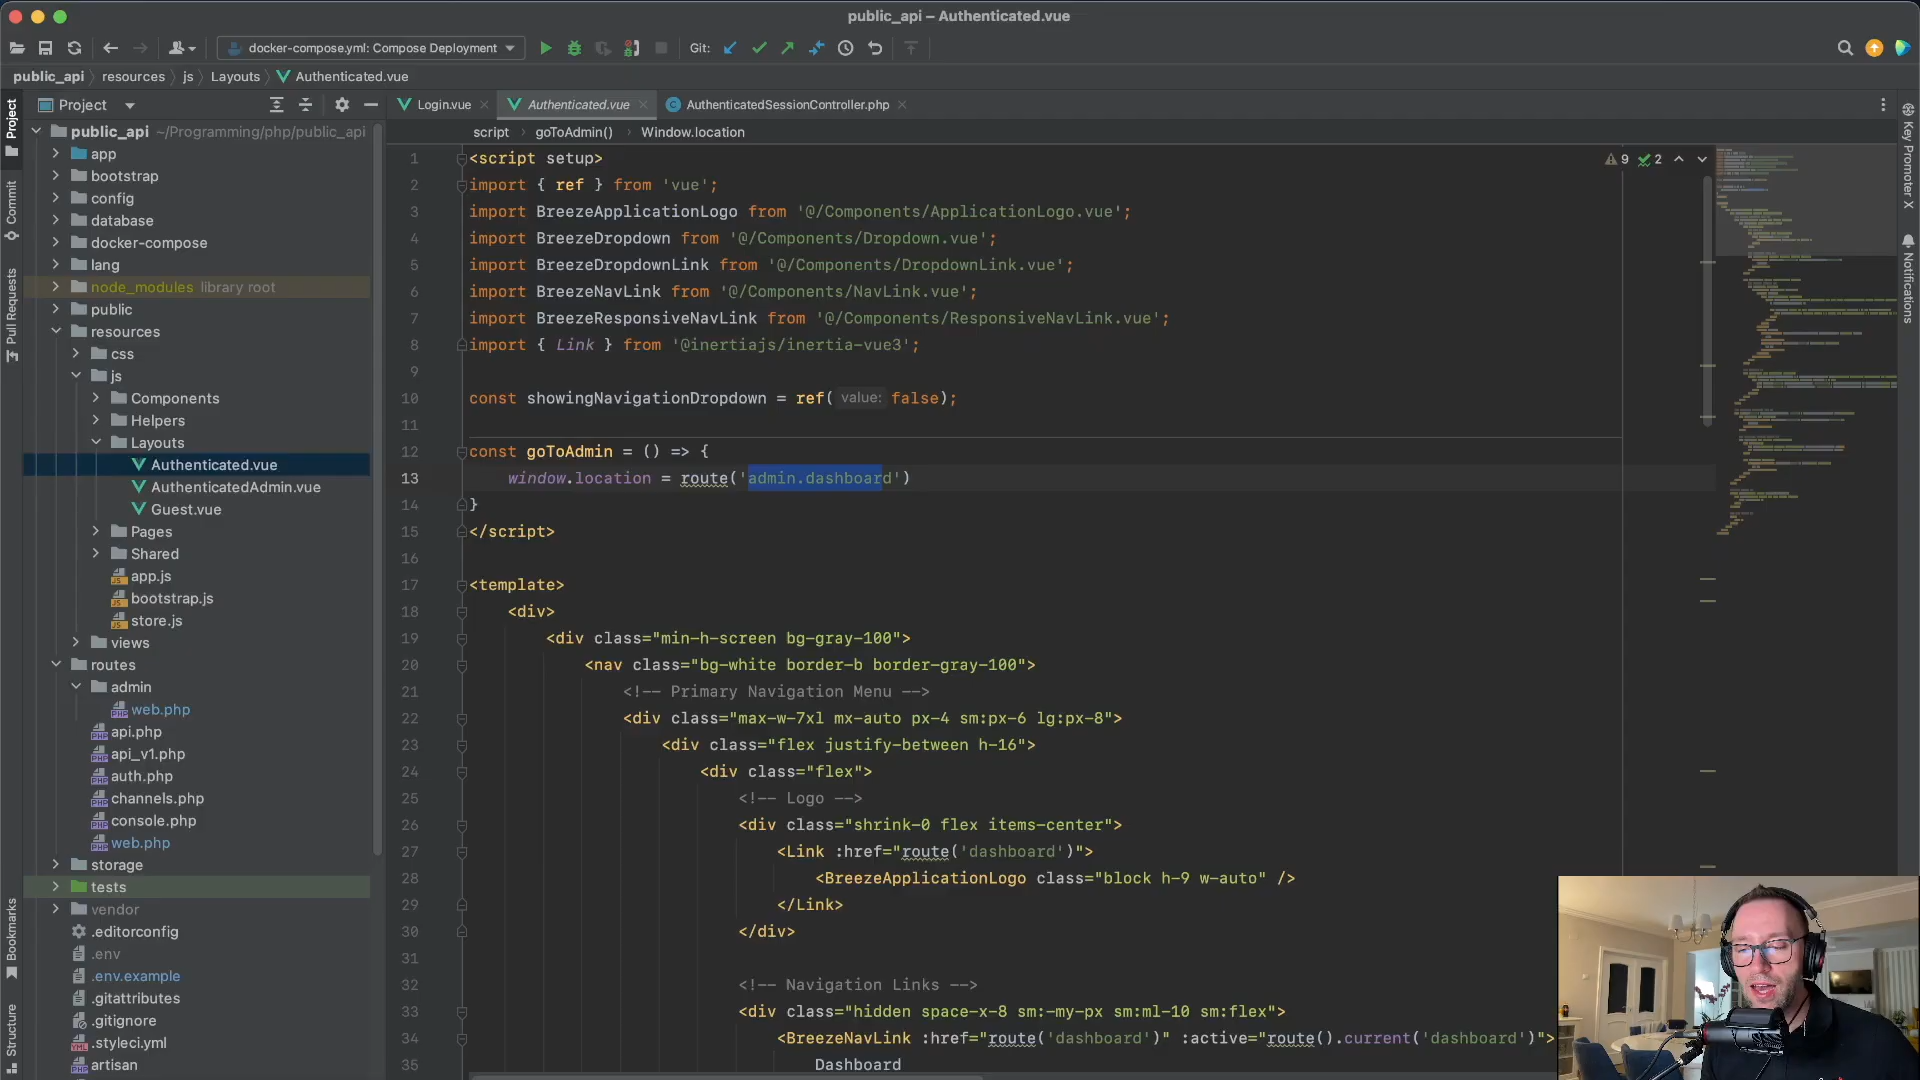 public_api – Authenticated.vue
docker-compose.yml: Compose Deployment
Git:
public_api
resources
js
Layouts
Authenticated.vue
Project
Login.vue
Authenticated.vue
AuthenticatedSessionController.php
script
goToAdmin()
Window.location
Project
Commit
Pull Requests
Bookmarks
Structure
Key Promoter X
Notifications
public_api ~/Programming/php/public_api
app
bootstrap
config
database
docker-compose
lang
node_modules library root
public
resources
css
js
Components
Helpers
Layouts
Authenticated.vue
AuthenticatedAdmin.vue
Guest.vue
Pages
Shared
app.js
bootstrap.js
store.js
views
routes
admin
web.php
api.php
api_v1.php
auth.php
channels.php
console.php
web.php
storage
tests
vendor
.editorconfig
.env
.env.example
.gitattributes
.gitignore
.styleci.yml
artisan
9 2
1 <script setup>
2 import { ref } from 'vue';
3 import BreezeApplicationLogo from '@/Components/ApplicationLogo.vue';
4 import BreezeDropdown from '@/Components/Dropdown.vue';
5 import BreezeDropdownLink from '@/Components/DropdownLink.vue';
6 import BreezeNavLink from '@/Components/NavLink.vue';
7 import BreezeResponsiveNavLink from '@/Components/ResponsiveNavLink.vue';
8 import { Link } from '@inertiajs/inertia-vue3';
9
10 const showingNavigationDropdown = ref( value: false);
11
12 const goToAdmin = () => {
13 window.location = route('admin.dashboard')
14 }
15 </script>
16
17 <template>
18 <div>
19 <div class="min-h-screen bg-gray-100">
20 <nav class="bg-white border-b border-gray-100">
21 <!-- Primary Navigation Menu -->
22 <div class="max-w-7xl mx-auto px-4 sm:px-6 lg:px-8">
23 <div class="flex justify-between h-16">
24 <div class="flex">
25 <!-- Logo -->
26 <div class="shrink-0 flex items-center">
27 <Link :href="route('dashboard')">
28 <BreezeApplicationLogo class="block h-9 w-auto" />
29 </Link>
30 </div>
31
32 <!-- Navigation Links -->
33 <div class="hidden space-x-8 sm:-my-px sm:ml-10 sm:flex">
34 <BreezeNavLink :href="route('dashboard')" :active="route().current('dashboard')">
35 Dashboard